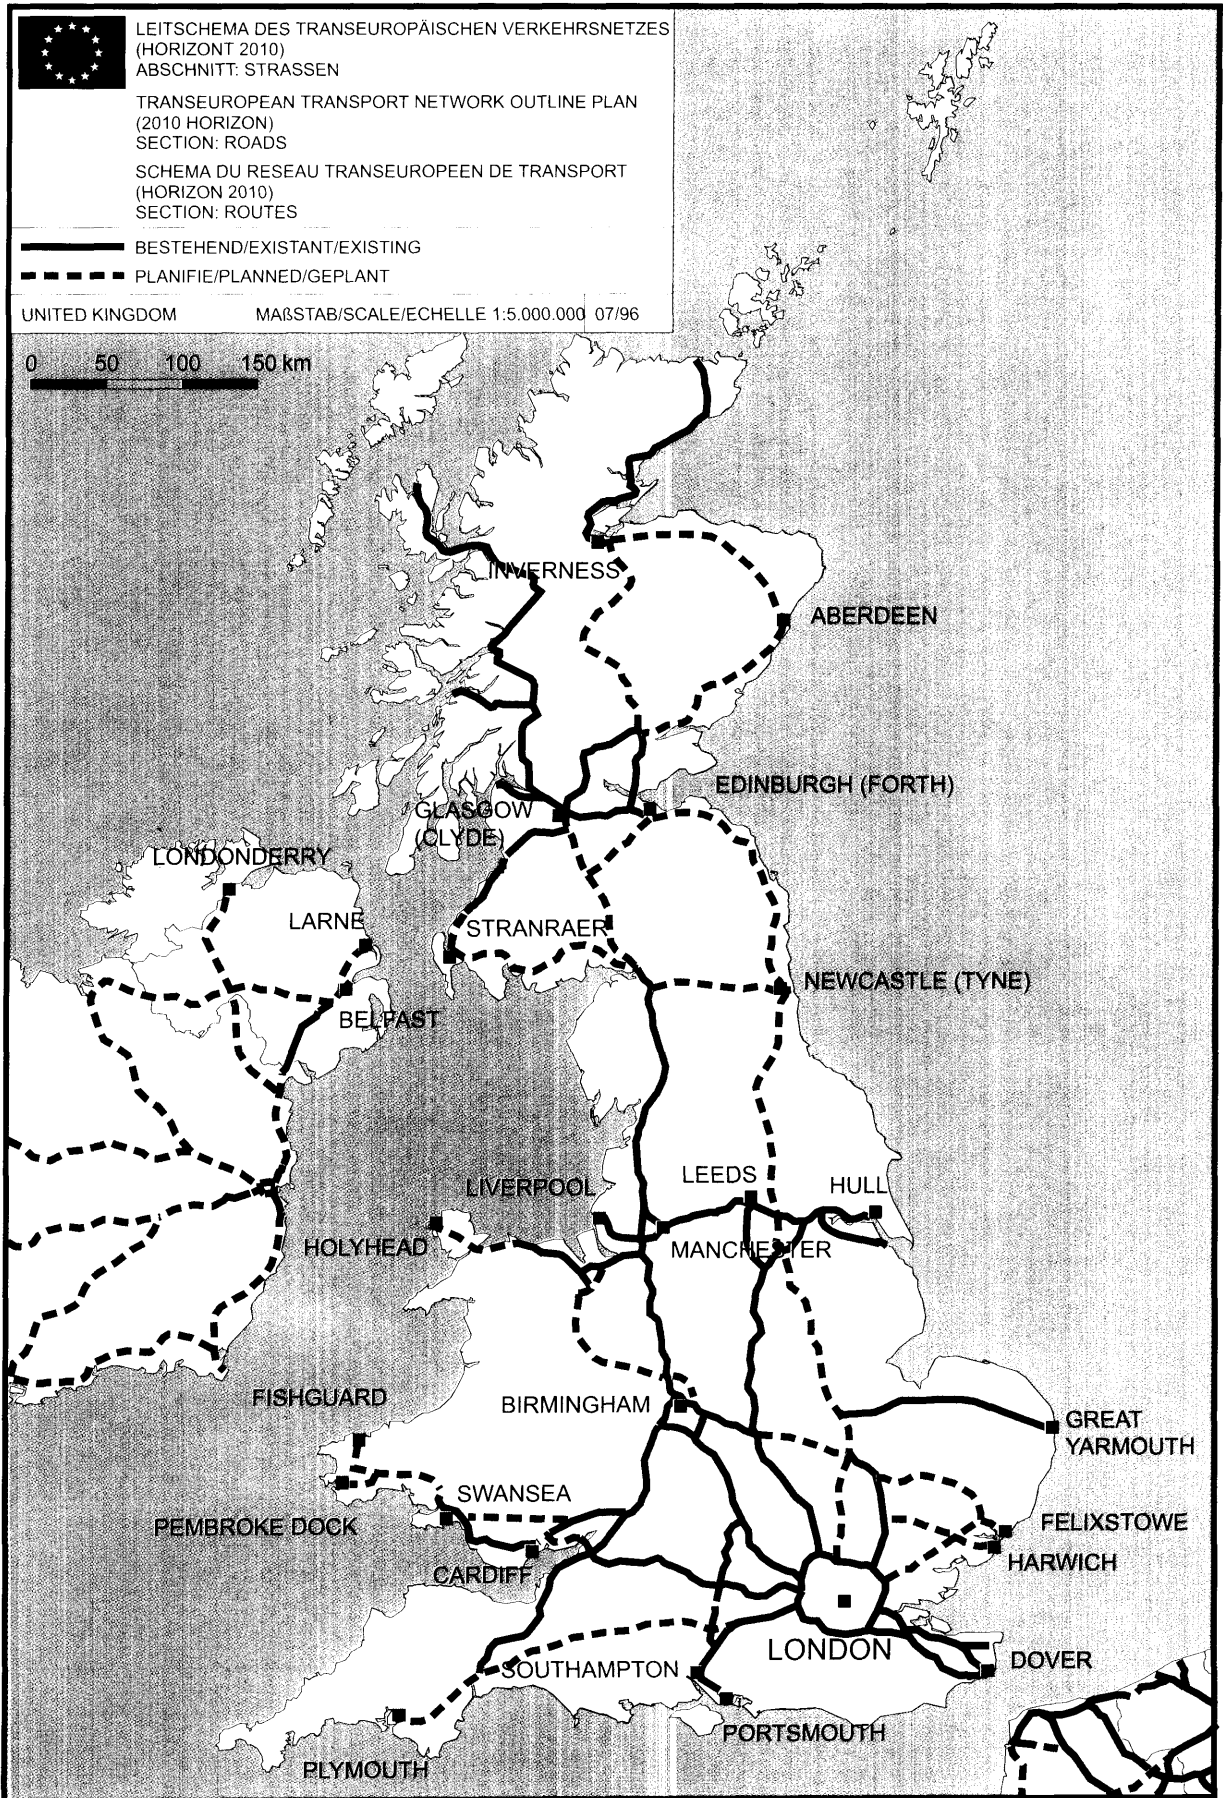 LEITSCHEMA DES TRANSEUROPÄISCHEN VERKEHRSNETZES
(HORIZONT 2010)
ABSCHNITT: STRASSEN
TRANSEUROPEAN TRANSPORT NETWORK OUTLINE PLAN
(2010 HORIZON)
SECTION: ROADS
SCHEMA DU RESEAU TRANSEUROPEEN DE TRANSPORT
(HORIZON 2010)
SECTION: ROUTES
BESTEHEND/EXISTANT/EXISTING
PLANIFIE/PLANNED/GEPLANT
UNITED KINGDOM MAßSTAB/SCALE/ECHELLE 1:5.000.000 07/96
0 50 100 150 km
INVERNESS
ABERDEEN
EDINBURGH (FORTH)
GLASGOW
(CLYDE)
LONDONDERRY
LARNE
STRANRAER
NEWCASTLE (TYNE)
BELFAST
LEEDS
HULL
LIVERPOOL
HOLYHEAD
MANCHESTER
FISHGUARD
BIRMINGHAM
GREAT
YARMOUTH
SWANSEA
PEMBROKE DOCK
FELIXSTOWE
HARWICH
CARDIFF
LONDON
DOVER
SOUTHAMPTON
PORTSMOUTH
PLYMOUTH